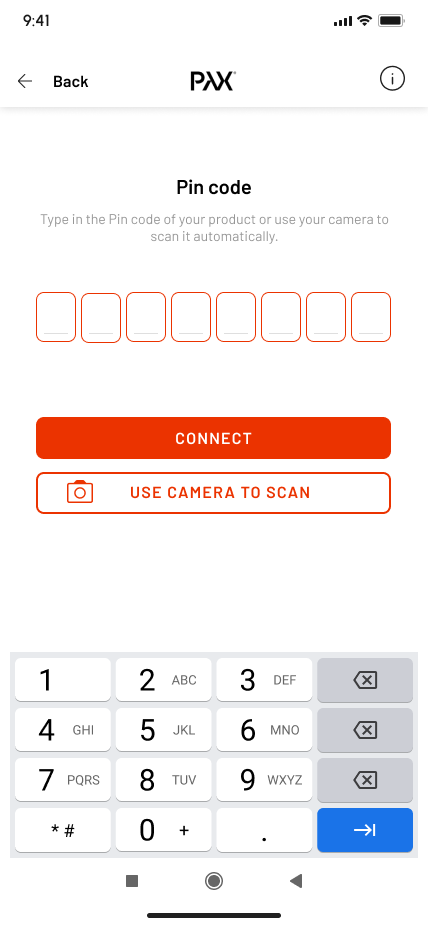 9:41
Back
PAX
Pin code
Type in the Pin code of your product or use your camera to
scan it automatically.
CONNECT
USE CAMERA TO SCAN
1
2 ABC
3 DEF
4 GHI
5 JKL
6 MNO
7 PQRS
8 TUV
9 WXYZ
* #
0 +
.